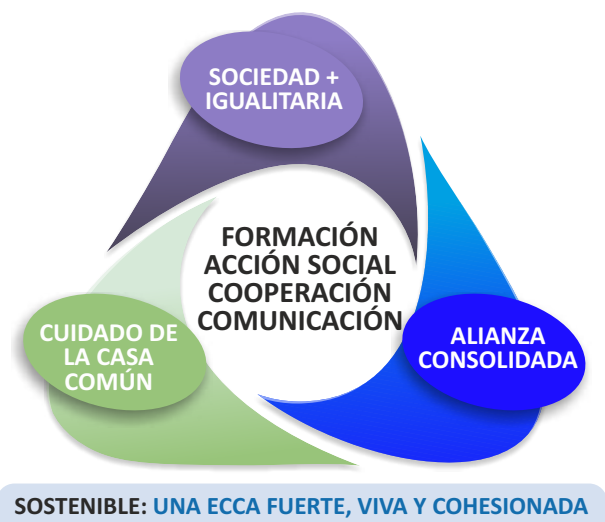 SOCIEDAD +
IGUALITARIA
FORMACIÓN
ACCIÓN SOCIAL
COOPERACIÓN
COMUNICACIÓN
CUIDADO DE
LA CASA
COMÚN
ALIANZA
CONSOLIDADA
SOSTENIBLE: UNA ECCA FUERTE, VIVA Y COHESIONADA